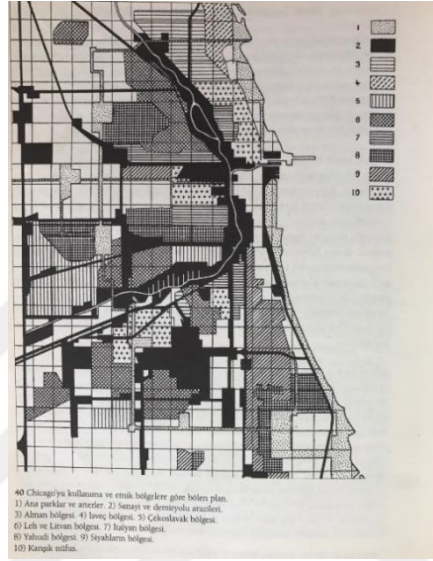 1
2
3
4
5
6
7
8
9
10
40 Chicago'yu kullanıma ve etnik bölgelere göre bölen plan.
1) Ana parklar ve arterler. 2) Sanayi ve demiryolu arazileri.
3) Alman bölgesi. 4) İsveç bölgesi. 5) Çekoslavak bölgesi.
6) Leh ve Litvan bölgesi. 7) İtalyan bölgesi.
8) Yahudi bölgesi. 9) Siyahların bölgesi.
10) Karışık nüfus.